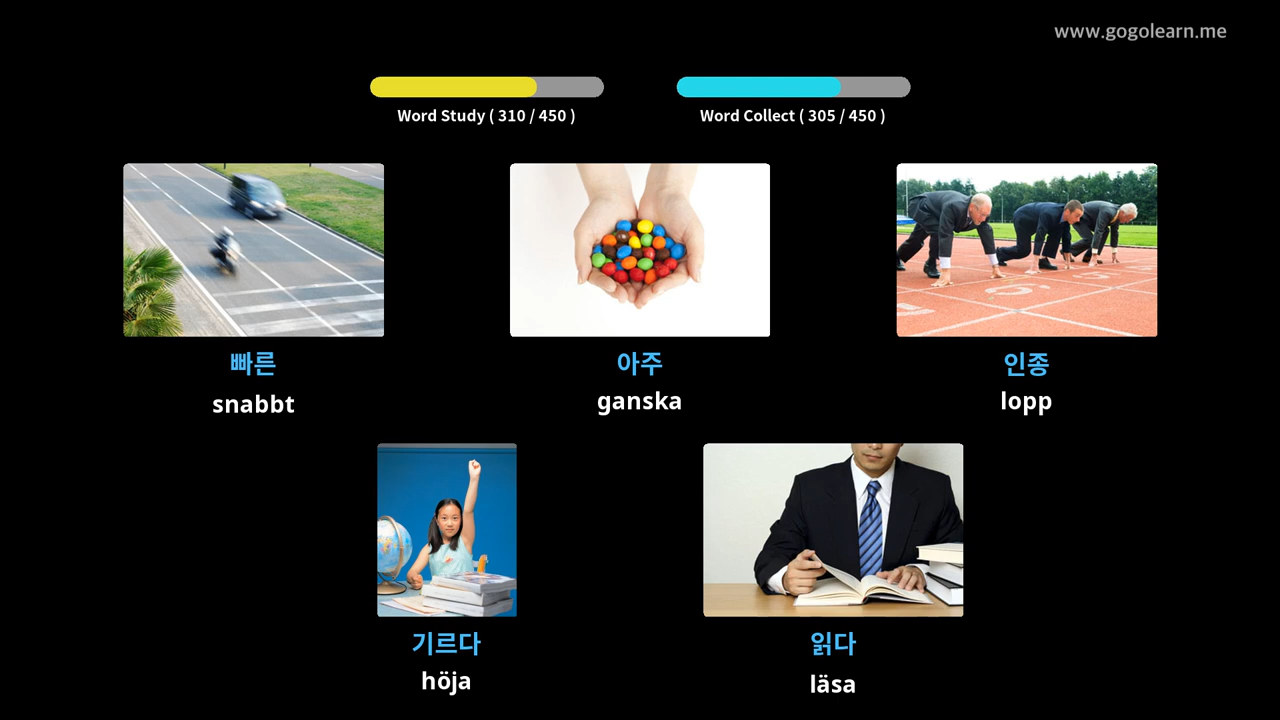 www.gogolearn.me
Word Study ( 310 / 450 )
Word Collect ( 305 / 450 )
빠른
snabbt
아주
ganska
인종
lopp
기르다
höja
읽다
läsa